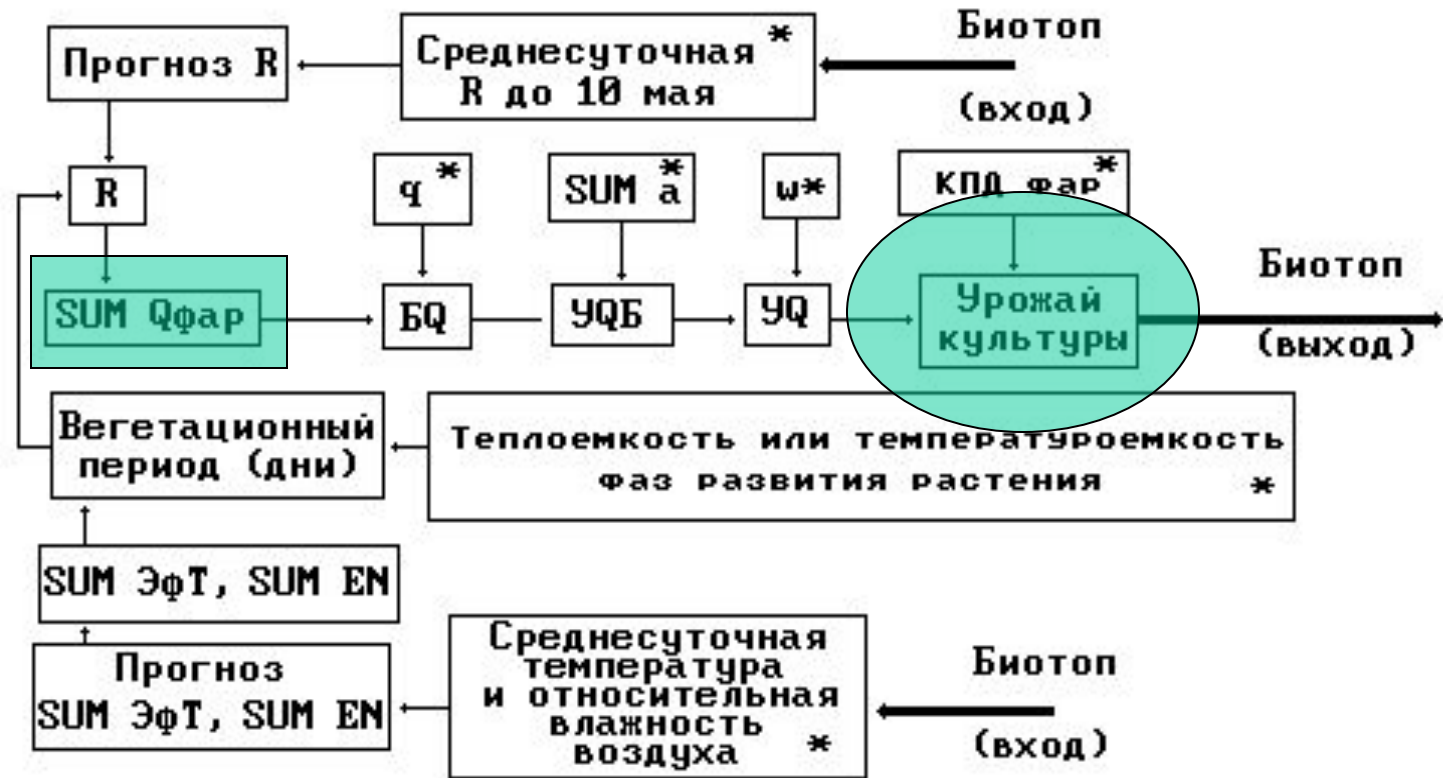 Биотоп
(вход)
Среднесуточная *
R до 10 мая
Прогноз R
R
q *
SUM a *
w*
КПД фар*
SUM Qфар
БQ
УQБ
УQ
Урожай
культуры
Биотоп
(выход)
Вегетационный
период (дни)
Теплоемкость или температуроемкость
фаз развития растения *
SUM ЭфТ, SUM EN
Прогноз
SUM ЭфТ, SUM EN
Среднесуточная
температура
и относительная
влажность
воздуха *
Биотоп
(вход)